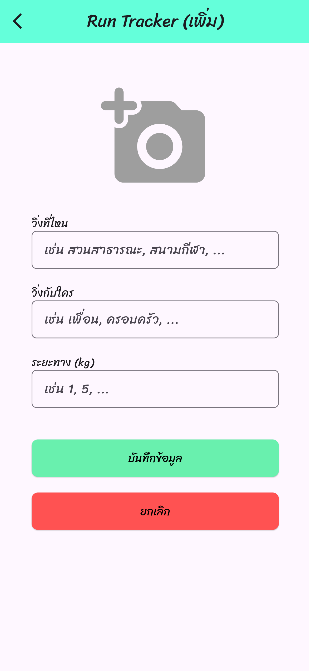 Run Tracker (เพิ่ม)
วิ่งที่ไหน
เช่น สวนสาธารณะ, สนามกีฬา, ...
วิ่งกับใคร
เช่น เพื่อน, ครอบครัว, ...
ระยะทาง (kg)
เช่น 1, 5, ...
บันทึกข้อมูล
ยกเลิก